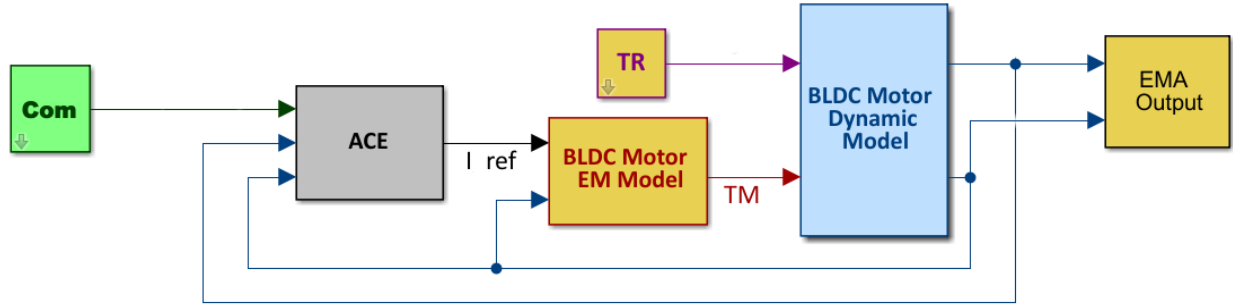 Com
ACE
I ref
TR
BLDC Motor
EM Model
TM
BLDC Motor
Dynamic
Model
EMA
Output